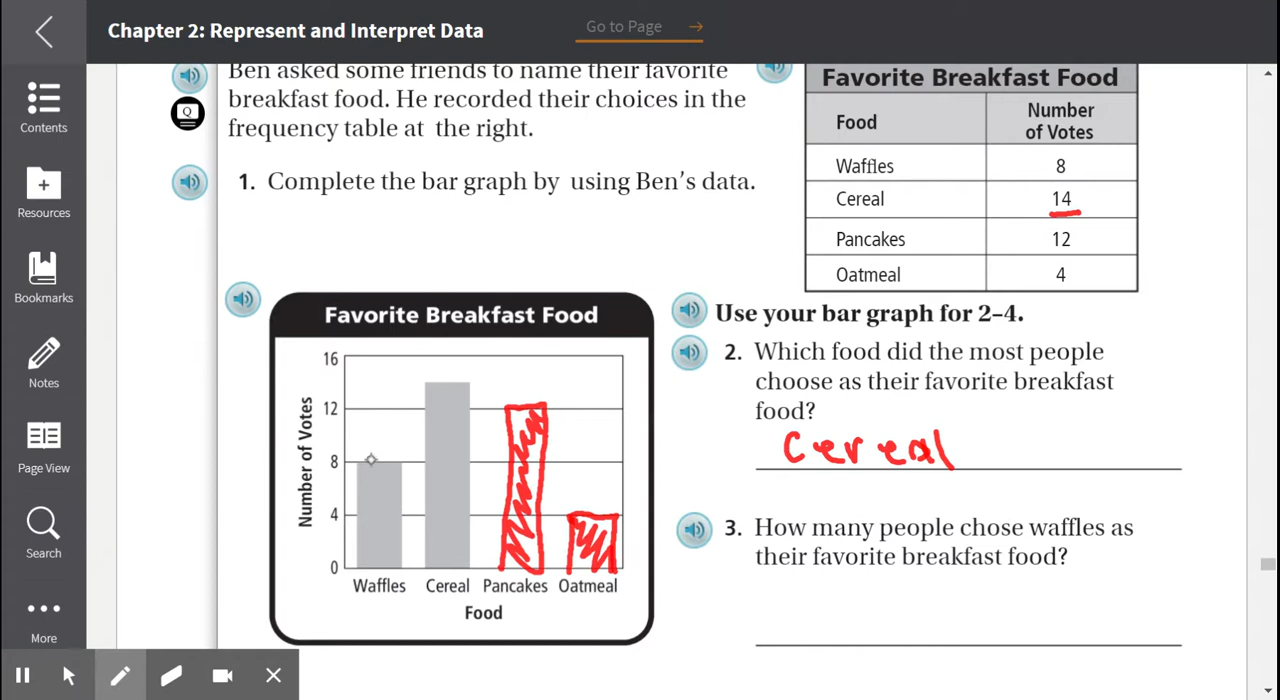 Chapter 2: Represent and Interpret Data
Go to Page →
Contents
Resources
Bookmarks
Notes
Page View
Search
More
Ben asked some friends to name their favorite
breakfast food. He recorded their choices in the
frequency table at the right.
Q
1. Complete the bar graph by using Ben's data.
Favorite Breakfast Food
Food Number of Votes
Waffles 8
Cereal 14
Pancakes 12
Oatmeal 4
Favorite Breakfast Food
Number of Votes
16
12
8
4
0
Waffles Cereal Pancakes Oatmeal
Food
Use your bar graph for 2–4.
2. Which food did the most people
choose as their favorite breakfast
food?
Cereal
3. How many people chose waffles as
their favorite breakfast food?